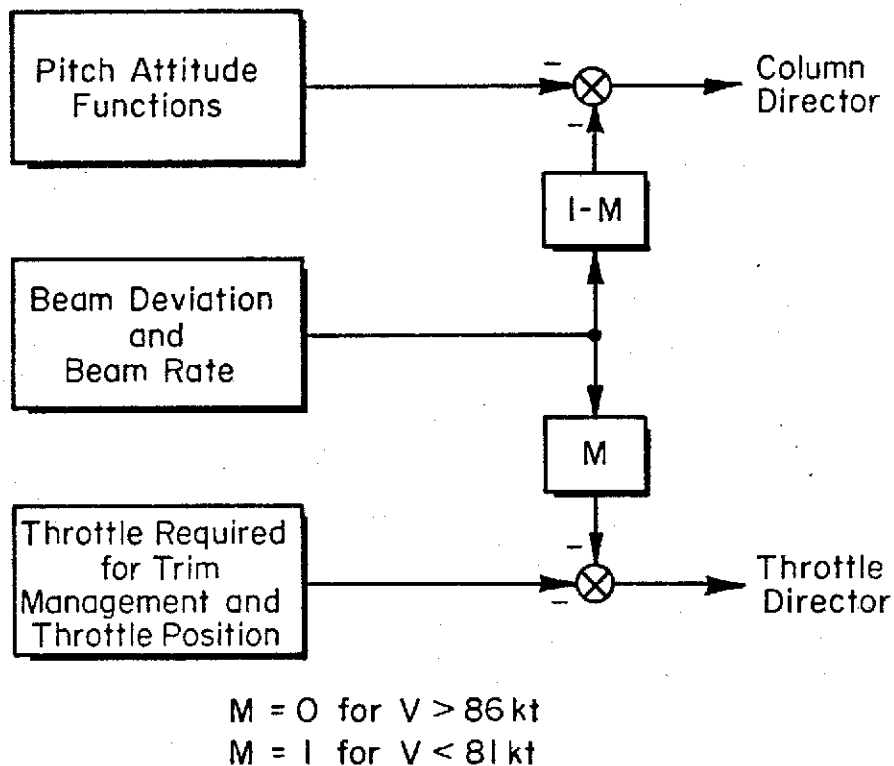 Pitch Attitude
Functions
−
Column
Director
−
1-M
Beam Deviation
and
Beam Rate
M
Throttle Required
for Trim
Management and
Throttle Position
−
−
Throttle
Director
M = 0 for V > 86 kt
M = 1 for V < 81 kt